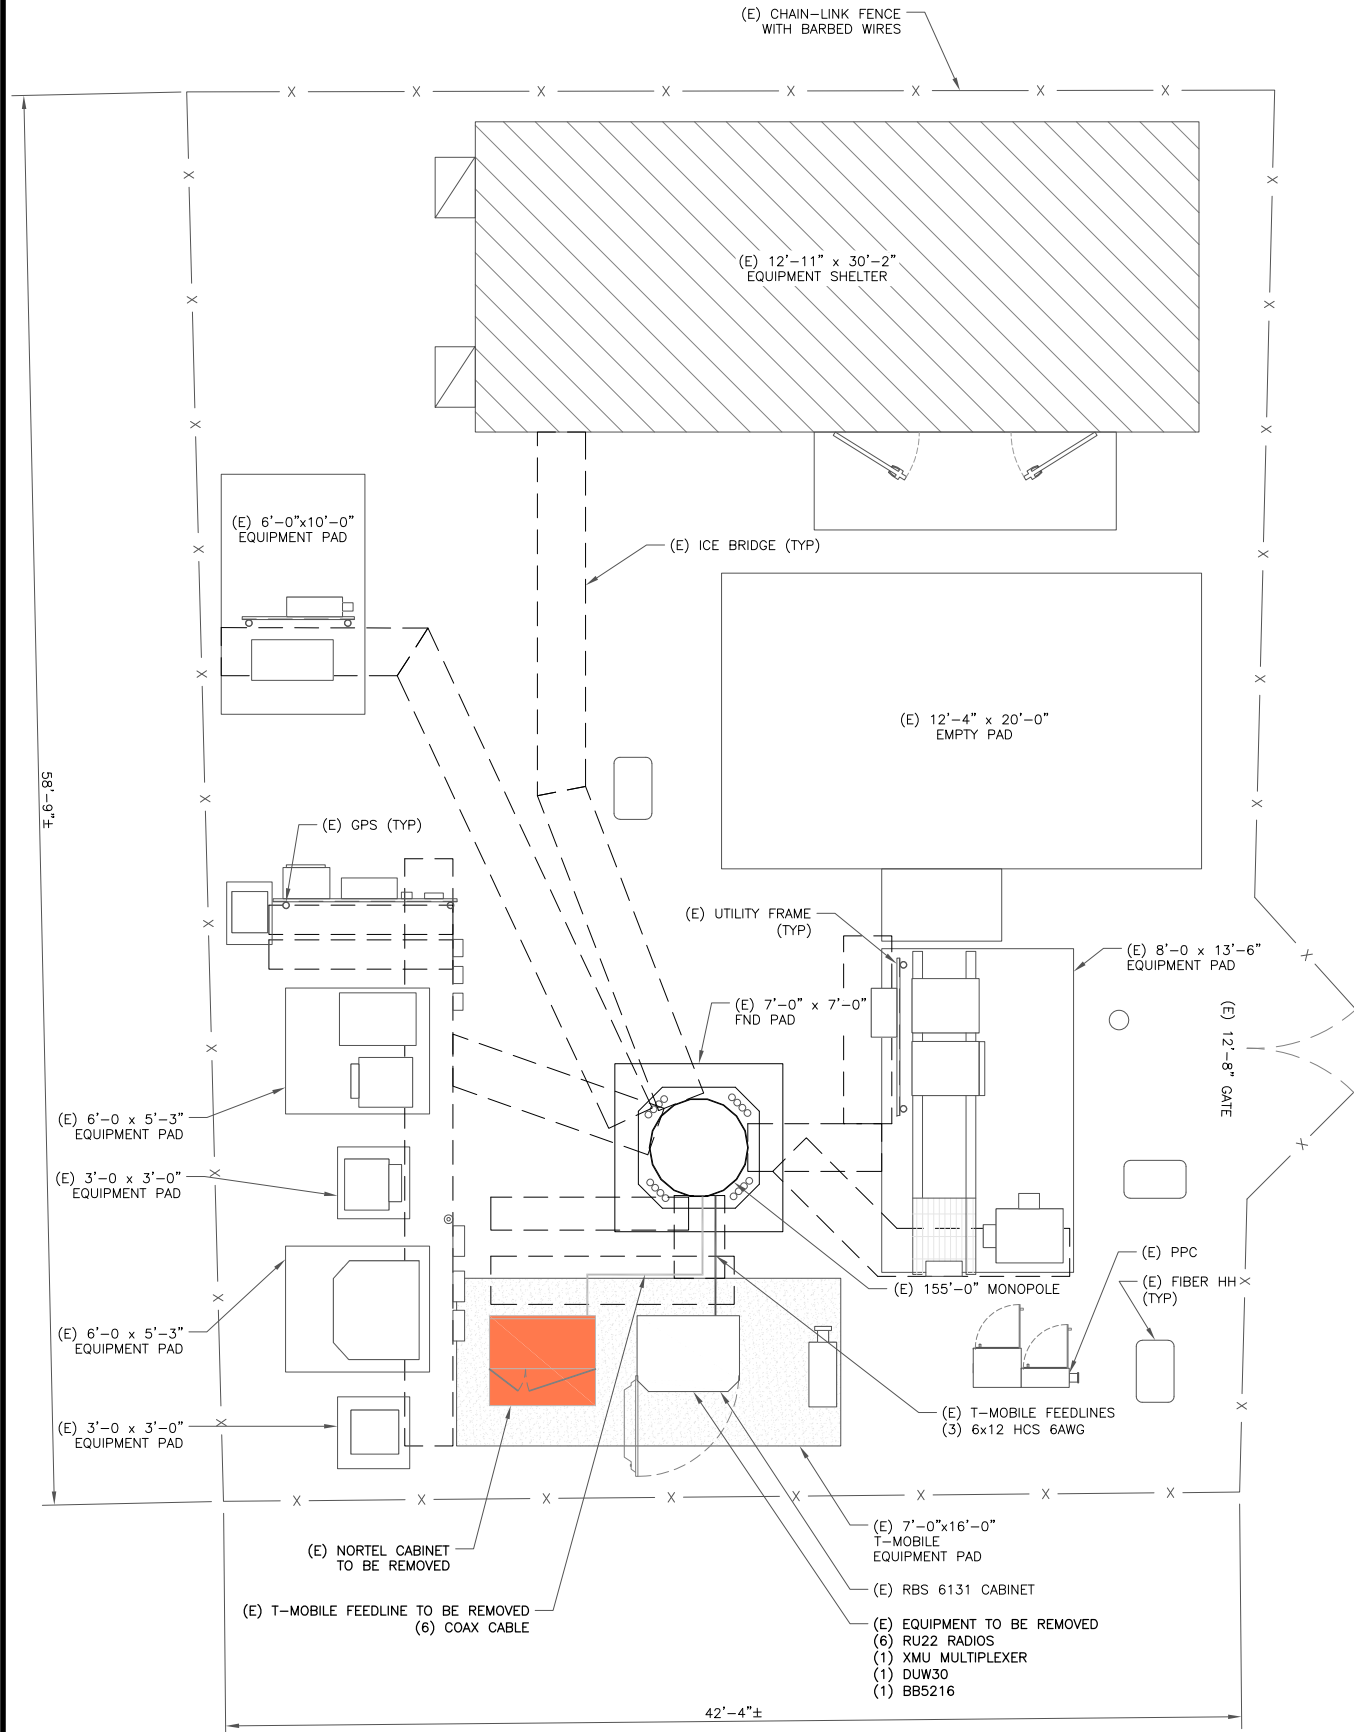 (E) CHAIN-LINK FENCE
WITH BARBED WIRES
(E) 12'-11" x 30'-2"
EQUIPMENT SHELTER
(E) 6'-0"x10'-0"
EQUIPMENT PAD
(E) ICE BRIDGE (TYP)
(E) 12'-4" x 20'-0"
EMPTY PAD
58'-9"±
(E) GPS (TYP)
(E) UTILITY FRAME
(TYP)
(E) 8'-0 x 13'-6"
EQUIPMENT PAD
(E) 7'-0" x 7'-0"
FND PAD
(E) 12'-8" GATE
(E) 6'-0 x 5'-3"
EQUIPMENT PAD
(E) 3'-0 x 3'-0"
EQUIPMENT PAD
(E) PPC
(E) FIBER HH
(TYP)
(E) 155'-0" MONOPOLE
(E) 6'-0 x 5'-3"
EQUIPMENT PAD
(E) 3'-0 x 3'-0"
EQUIPMENT PAD
(E) T-MOBILE FEEDLINES
(3) 6x12 HCS 6AWG
(E) 7'-0"x16'-0"
T-MOBILE
EQUIPMENT PAD
(E) NORTEL CABINET
TO BE REMOVED
(E) RBS 6131 CABINET
(E) T-MOBILE FEEDLINE TO BE REMOVED
(6) COAX CABLE
(E) EQUIPMENT TO BE REMOVED
(6) RU22 RADIOS
(1) XMU MULTIPLEXER
(1) DUW30
(1) BB5216
42'-4"±